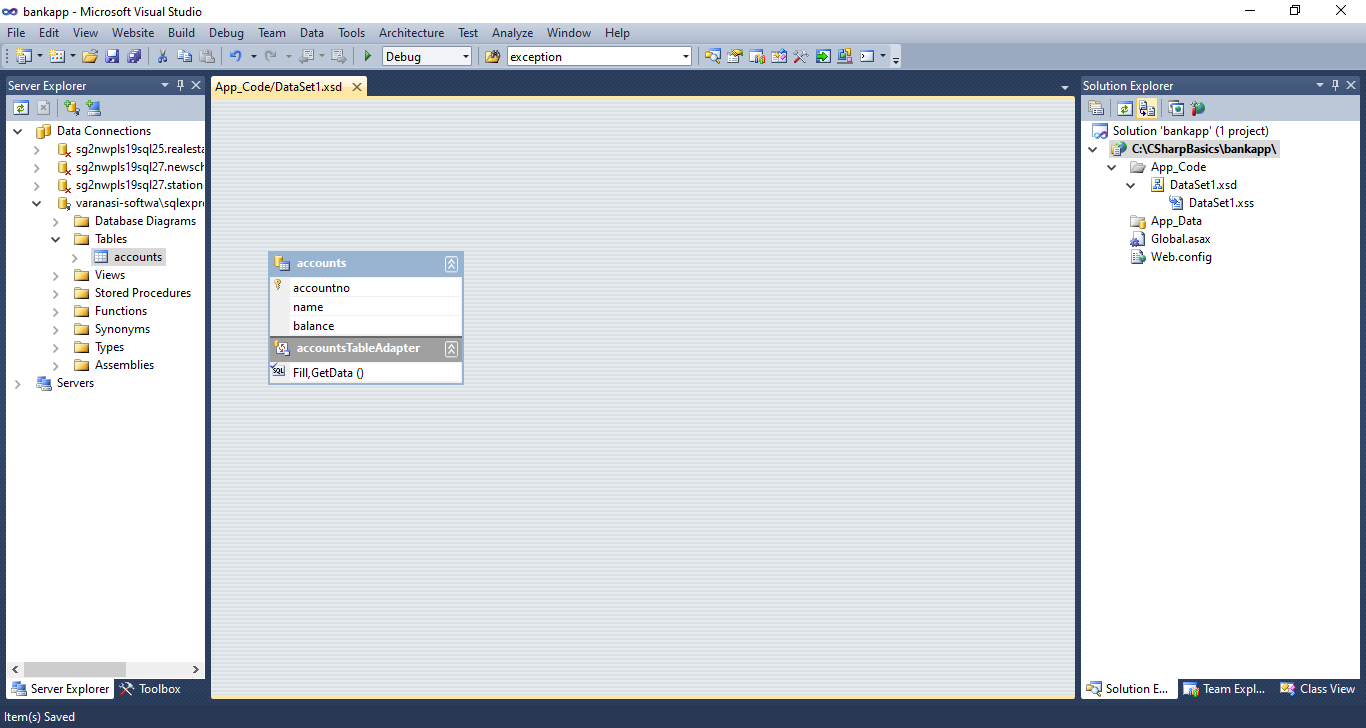 bankapp - Microsoft Visual Studio
File Edit View Website Build Debug Team Data Tools Architecture Test Analyze Window Help
Debug exception
Server Explorer
Data Connections
sg2nwpls19sql25.realesta
sg2nwpls19sql27.newsch
sg2nwpls19sql27.station
varanasi-softwa\sqlexpre
Database Diagrams
Tables
accounts
Views
Stored Procedures
Functions
Synonyms
Types
Assemblies
Servers
Server Explorer Toolbox
App_Code/DataSet1.xsd
accounts
accountno
name
balance
accountsTableAdapter
SQL Fill,GetData ()
Solution Explorer
Solution 'bankapp' (1 project)
C:\CSharpBasics\bankapp\
App_Code
DataSet1.xsd
DataSet1.xss
App_Data
Global.asax
Web.config
Solution E... Team Expl... Class View
Item(s) Saved